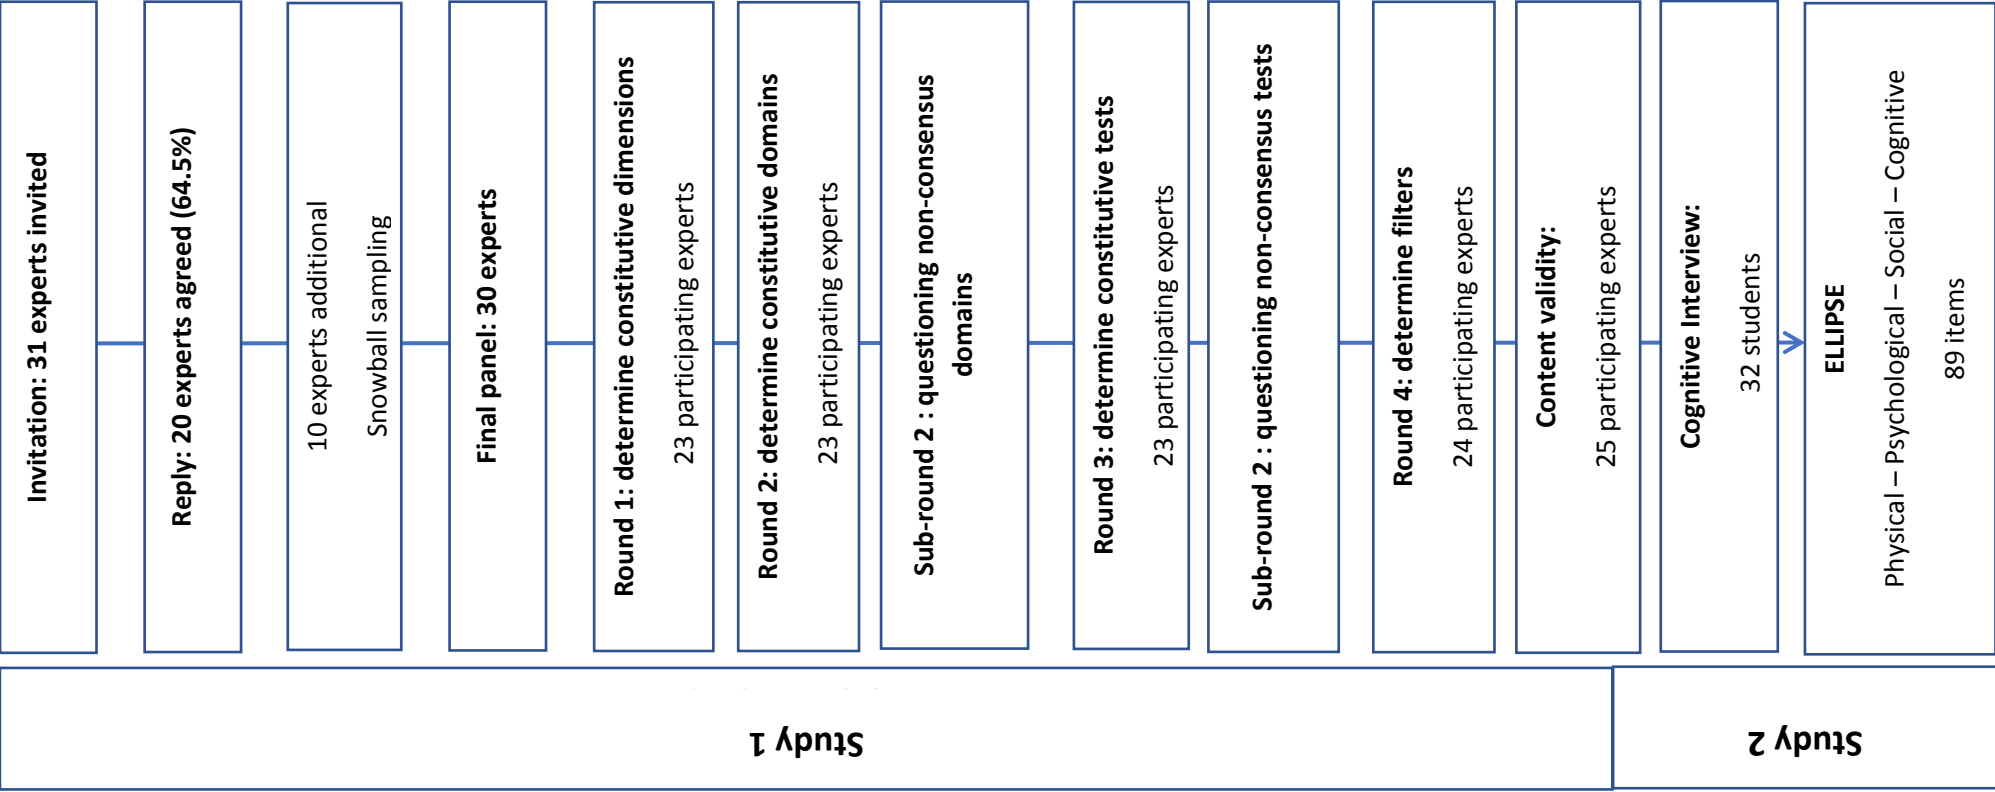 Invitation: 31 experts invited
Reply: 20 experts agreed (64.5%)
10 experts additional
Snowball sampling
Final panel: 30 experts
Round 1: determine constitutive dimensions
23 participating experts
Round 2: determine constitutive domains
23 participating experts
Sub-round 2 : questioning non-consensus
domains
Round 3: determine constitutive tests
23 participating experts
Sub-round 2 : questioning non-consensus tests
Round 4: determine filters
24 participating experts
Content validity:
25 participating experts
Cognitive Interview:
32 students
ELLIPSE
Physical – Psychological – Social – Cognitive
89 items
Study 1
Study 2